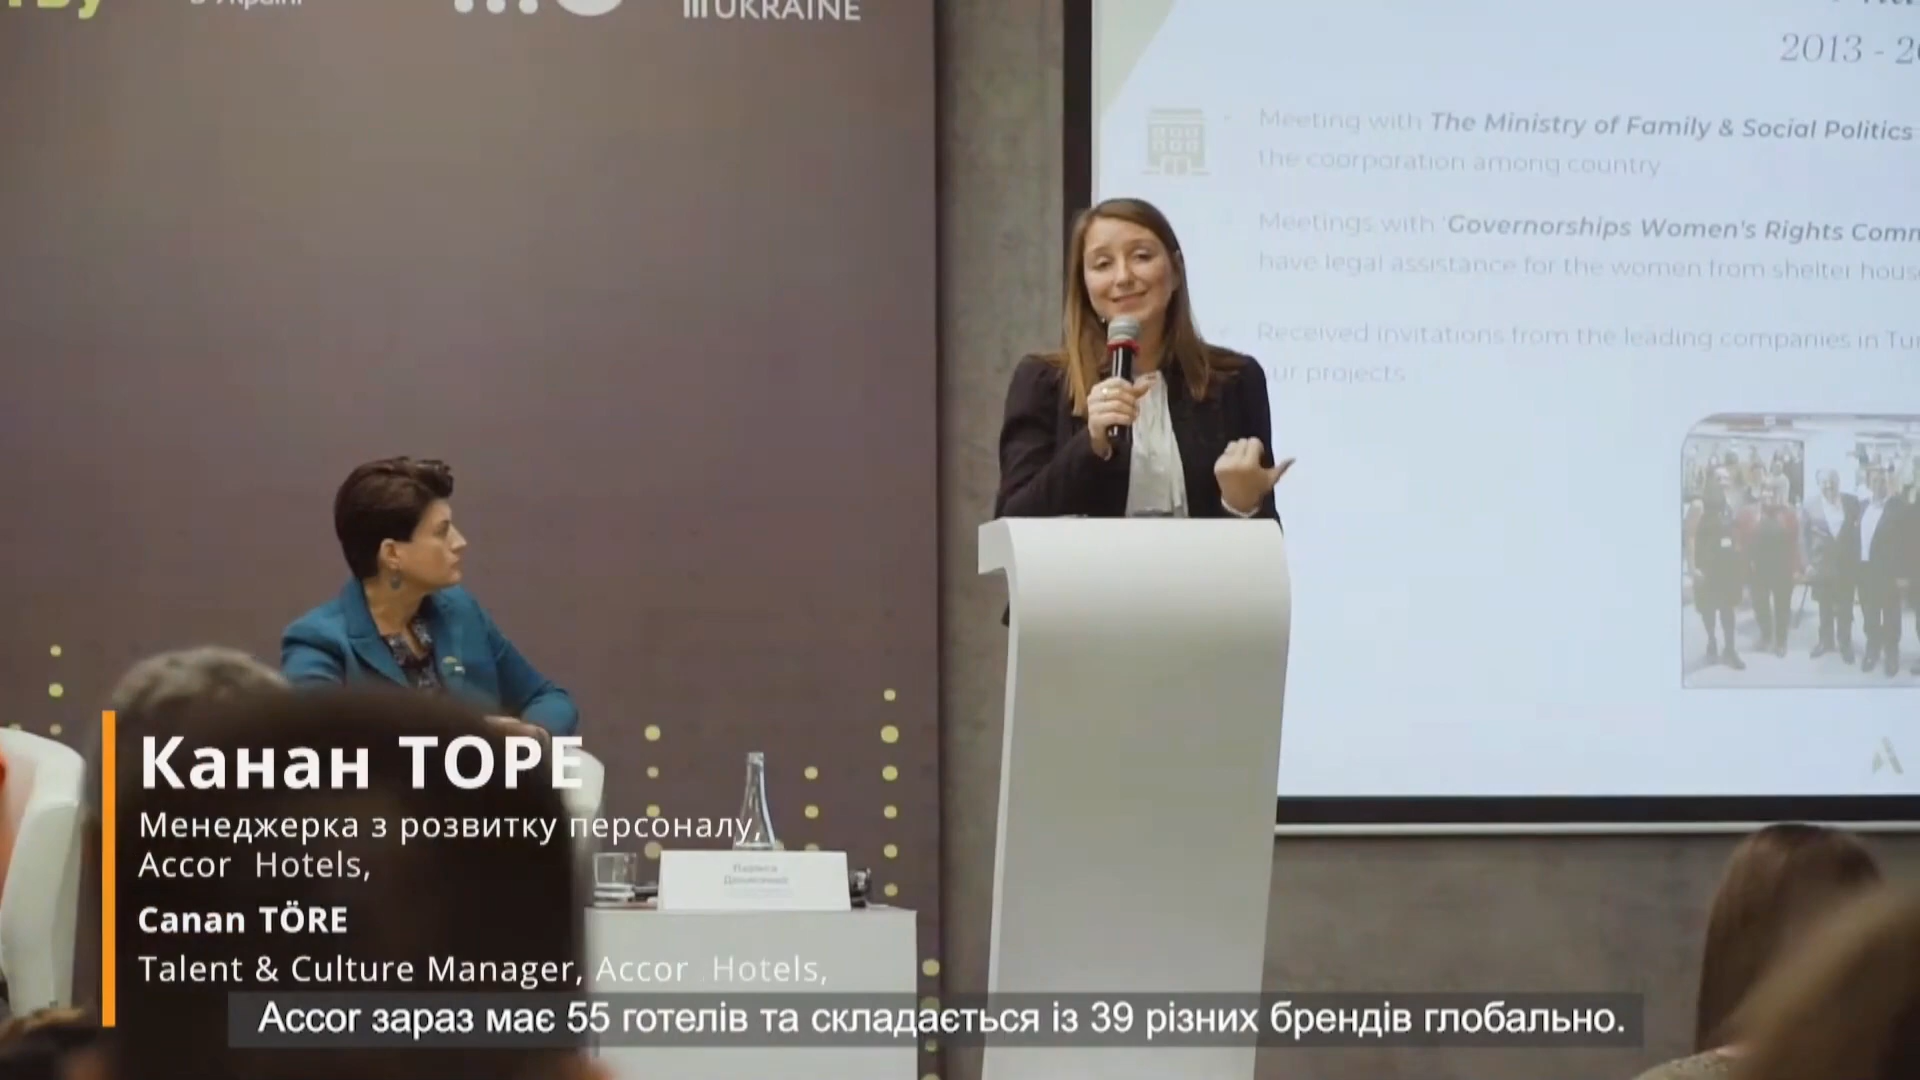 в Україні
UKRAINE
2013 - 2
Meeting with The Ministry of Family & Social Politics
the coorporation among country
Meetings with 'Governorships Women's Rights Comm
have legal assistance for the women from shelter hous
Received invitations from the leading companies in Tur
our projects
Канан ТОРЕ
Менеджерка з розвитку персоналу,
Accor Hotels,
Canan TÖRE
Talent & Culture Manager, Accor Hotels,
Accor зараз має 55 готелів та складається із 39 різних брендів глобально.